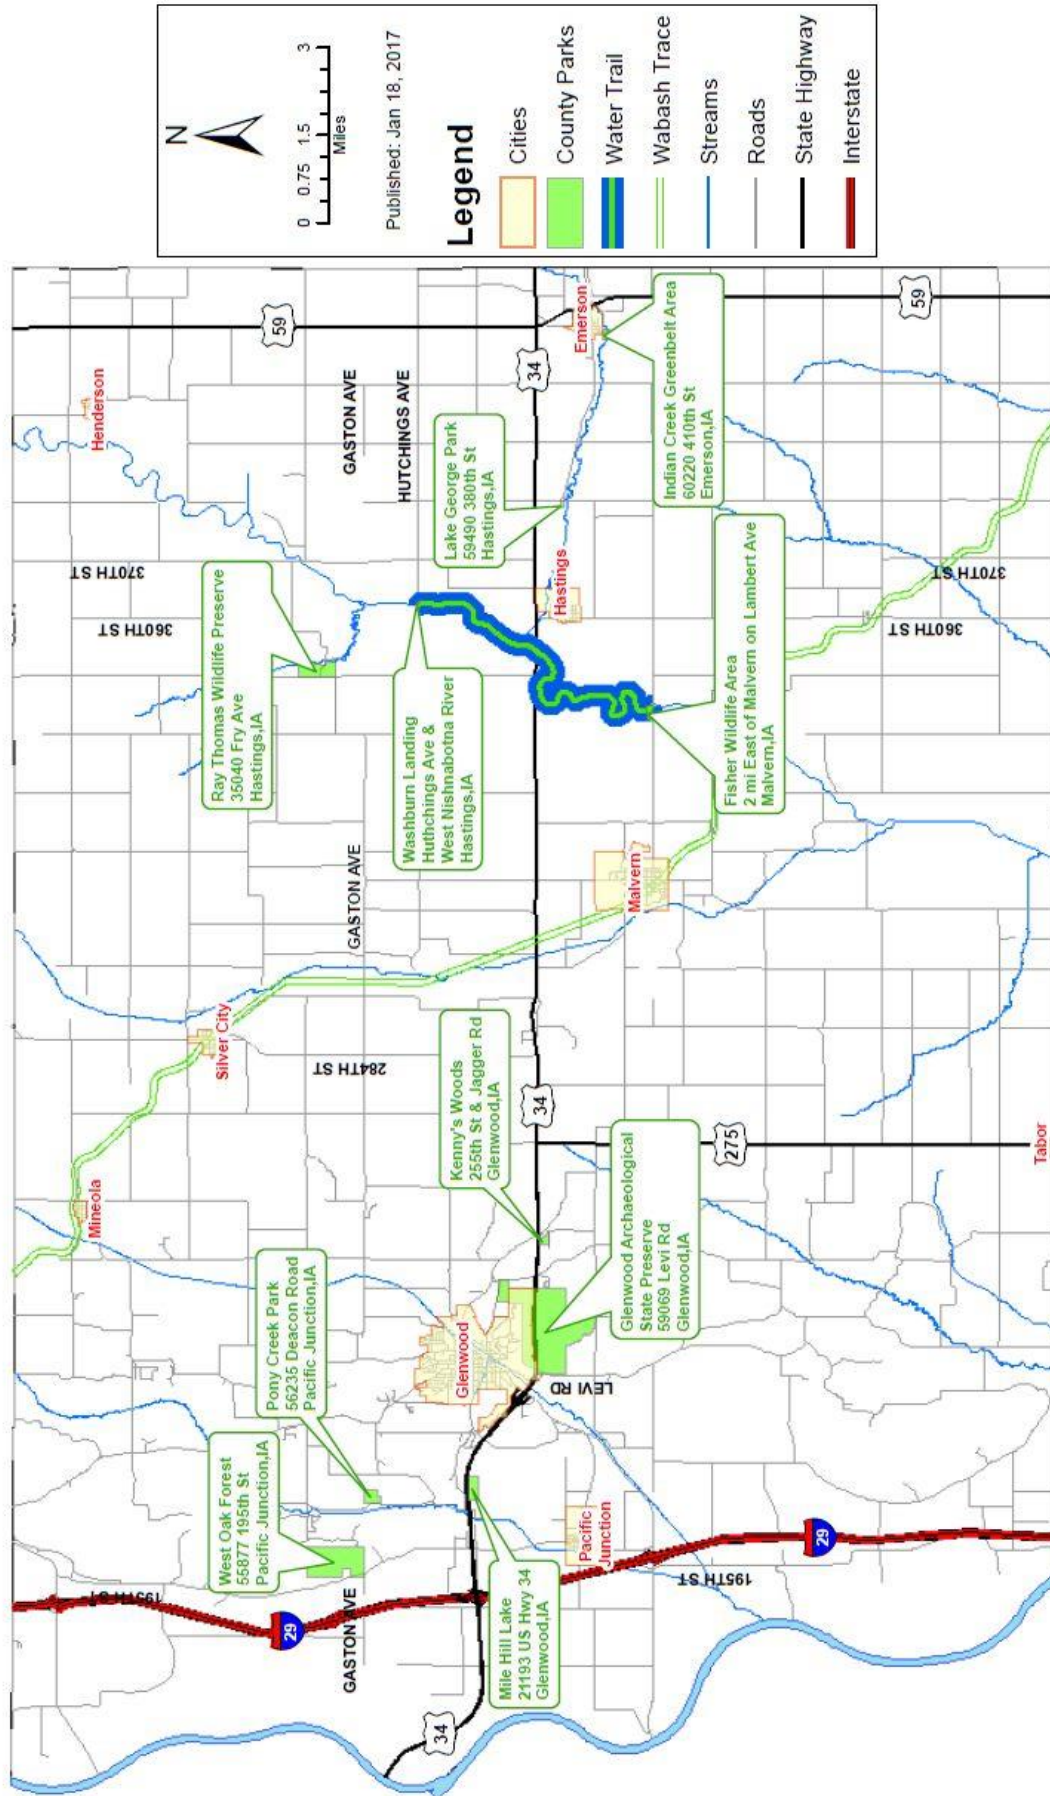 Henderson
59
370TH ST
360TH ST
Ray Thomas Wildlife Preserve
35040 Fry Ave
Hastings,IA
GASTON AVE
HUTCHINGS AVE
Mineola
Silver City
GASTON AVE
284TH ST
Washburn Landing
Huthchings Ave &
West Nishnabotna River
Hastings,IA
Lake George Park
59490 380th St
Hastings,IA
34
Emerson
Hastings
West Oak Forest
55877 195th St
Pacific Junction,IA
Pony Creek Park
56235 Deacon Road
Pacific Junction,IA
195TH ST
29
GASTON AVE
Glenwood
Kenny's Woods
255th St & Jagger Rd
Glenwood,IA
34
34
Mile Hill Lake
21193 US Hwy 34
Glenwood,IA
Pacific
Junction
LEVI RD
Glenwood Archaeological
State Preserve
59069 Levi Rd
Glenwood,IA
Malvern
Indian Creek Greenbelt Area
60220 410th St
Emerson,IA
Fisher Wildlife Area
2 mi East of Malvern on Lambert Ave
Malvern,IA
195TH ST
29
275
360TH ST
370TH ST
59
Tabor
N
0 0.75 1.5 3
Miles
Published: Jan 18, 2017
Legend
Cities
County Parks
Water Trail
Wabash Trace
Streams
Roads
State Highway
Interstate